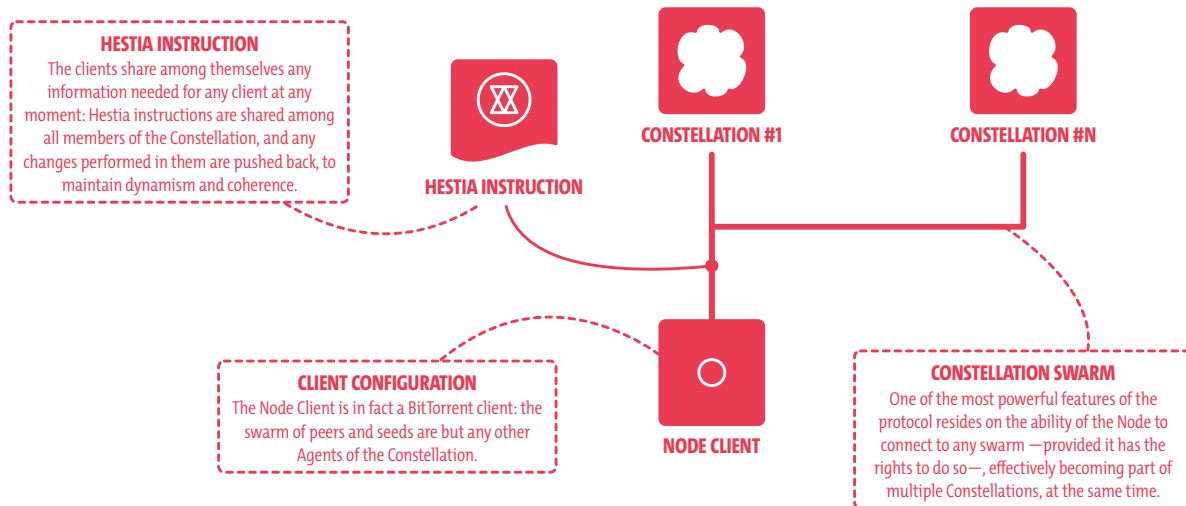 HESTIA INSTRUCTION
The clients share among themselves any
information needed for any client at any
moment: Hestia instructions are shared among
all members of the Constellation, and any
changes performed in them are pushed back, to
maintain dynamism and coherence.
HESTIA INSTRUCTION
CONSTELLATION #1
CONSTELLATION #N
CLIENT CONFIGURATION
The Node Client is in fact a BitTorrent client: the
swarm of peers and seeds are but any other
Agents of the Constellation.
NODE CLIENT
CONSTELLATION SWARM
One of the most powerful features of the
protocol resides on the ability of the Node to
connect to any swarm —provided it has the
rights to do so—, effectively becoming part of
multiple Constellations, at the same time.